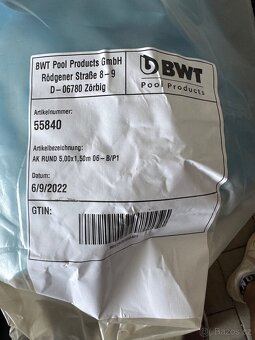 BWT Pool Products GmbH
Rödgener Straße 8-9
D-06780 Zörbig
BWT
Pool Products
Artikelnummer:
55840
Artikelbezeichnung:
AK RUND 5,00x1,50m 06-B/P1
Datum:
6/9/2022
GTIN: